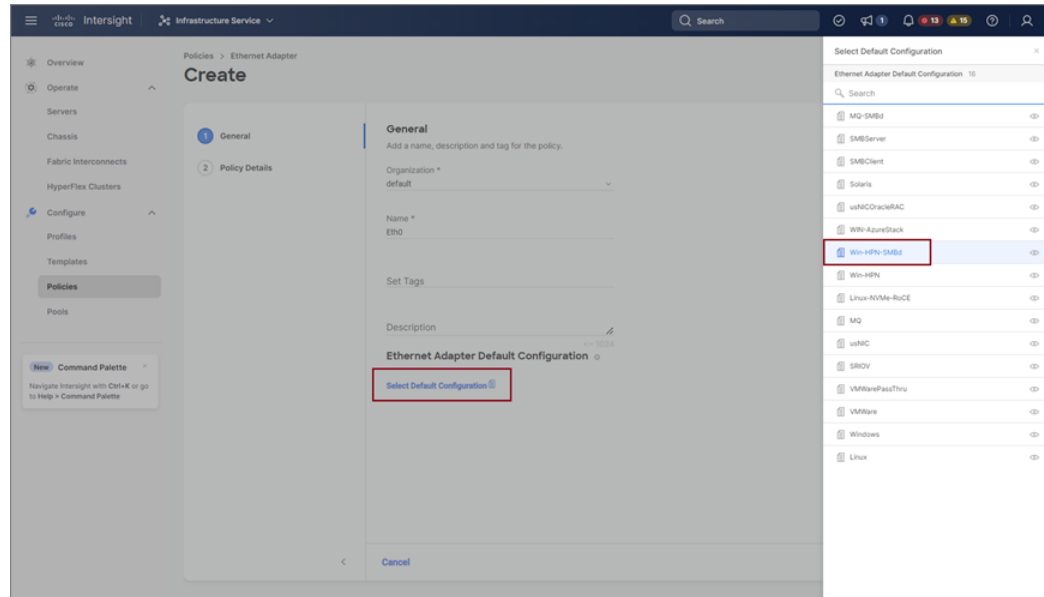 cisco Intersight
Infrastructure Service
Search
1
13
15
Overview
Operate
Servers
Chassis
Fabric Interconnects
HyperFlex Clusters
Configure
Profiles
Templates
Policies
Pools
New Command Palette
Navigate Intersight with Ctrl+K or go
to Help > Command Palette
Policies > Ethernet Adapter
Create
1 General
2 Policy Details
General
Add a name, description and tag for the policy.
Organization *
default
Name *
Eth0
Set Tags
Description
<= 1024
Ethernet Adapter Default Configuration
Select Default Configuration
Cancel
Select Default Configuration
Ethernet Adapter Default Configuration 16
Search
MQ-SMBd
SMBServer
SMBClient
Solaris
usNICOracleRAC
WIN-AzureStack
Win-HPN-SMBd
Win-HPN
Linux-NVMe-RoCE
MQ
usNIC
SRIOV
VMWarePassThru
VMWare
Windows
Linux